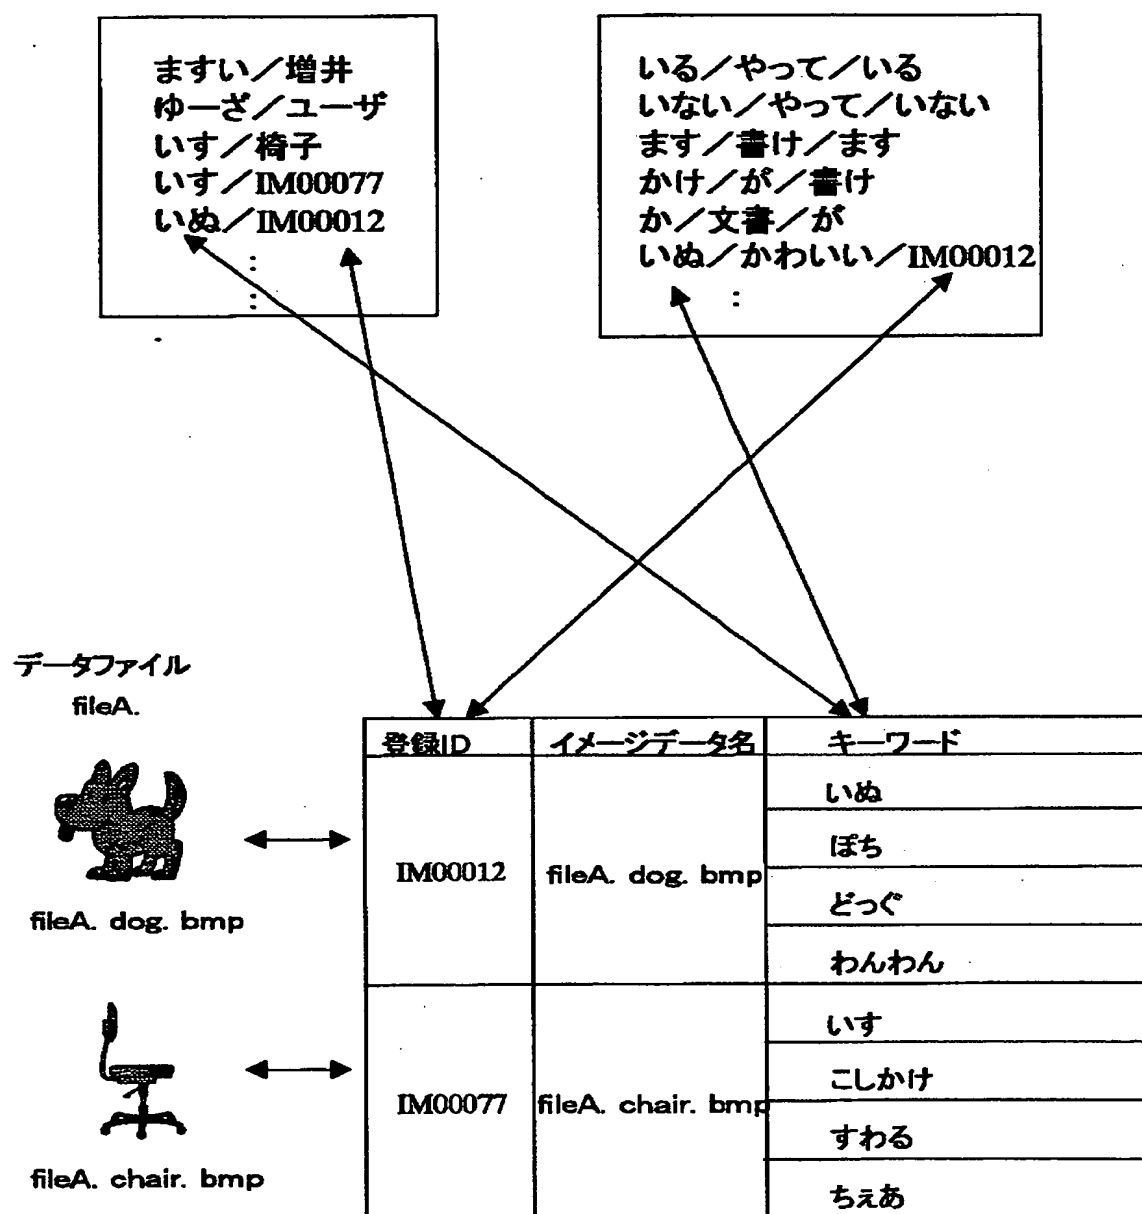 ますい／増井
ゆーざ／ユーザ
いす／椅子
いす／IM00077
いぬ／IM00012
:
:
いる／やって／いる
いない／やって／いない
ます／書け／ます
かけ／が／書け
か／文書／が
いぬ／かわいい／IM00012
:
データファイル
fileA.
fileA. dog. bmp
fileA. chair. bmp
登録ID イメージデータ名 キーワード
IM00012 fileA. dog. bmp
いぬ
ぽち
どっぐ
わんわん
IM00077 fileA. chair. bmp
いす
こしかけ
すわる
ちぇあ